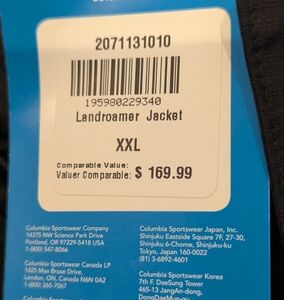 2071131010
195980229340
Landroamer Jacket
XXL
Comparable Value:
Valuer Comparable: $ 169.99
Columbia Sportswear Company
14375 NW Science Park Drive
Portland, OR 97229-5418 USA
1-(800) 547-8066
Columbia Sportswear Canada LP
1425 Max Brose Drive,
London, ON Canada N6N 0A2
1-(800) 265-7667
Columbia Sportswear Japan, Inc.
Shinjuku Eastside Square 7F, 27-30,
Shinjuku 6-Chome, Shinjuku-ku
Tokyo, Japan 160-0022
(81) 3-6892-4601
Columbia Sportswear Korea
7th F. DaeSung Tower
465-13 JangAn-dong,
DongDaeMun-gu